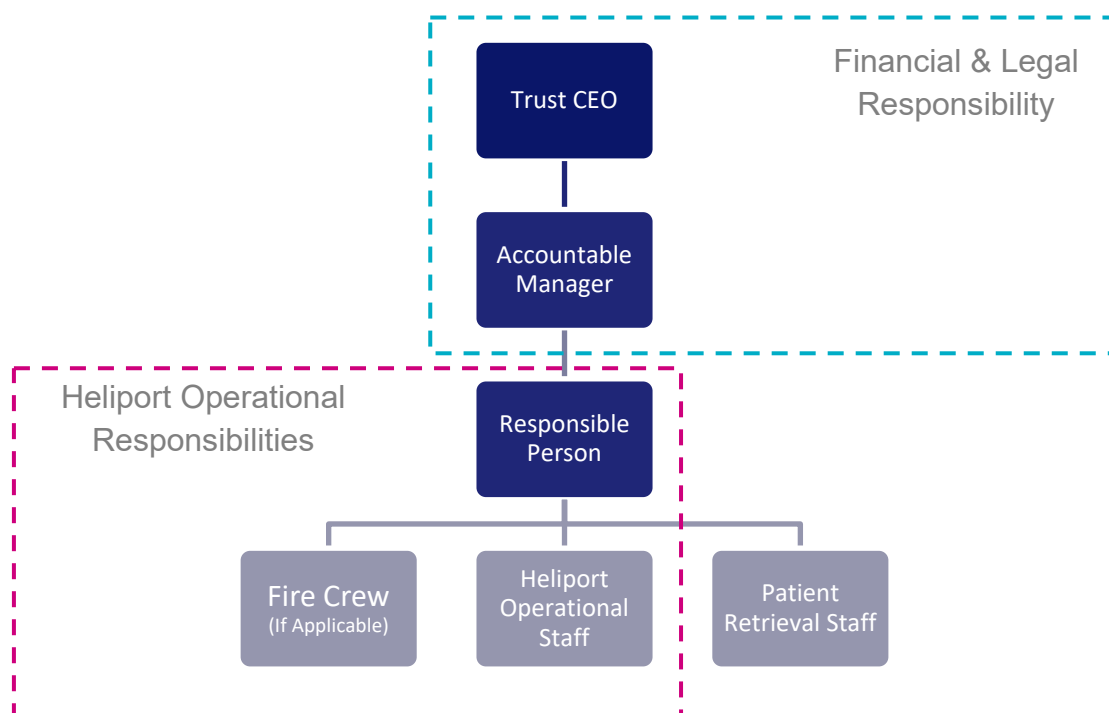 Financial & Legal
Responsibility
Trust CEO
Accountable
Manager
Heliport Operational
Responsibilities
Responsible
Person
Fire Crew
(If Applicable)
Heliport
Operational
Staff
Patient
Retrieval Staff